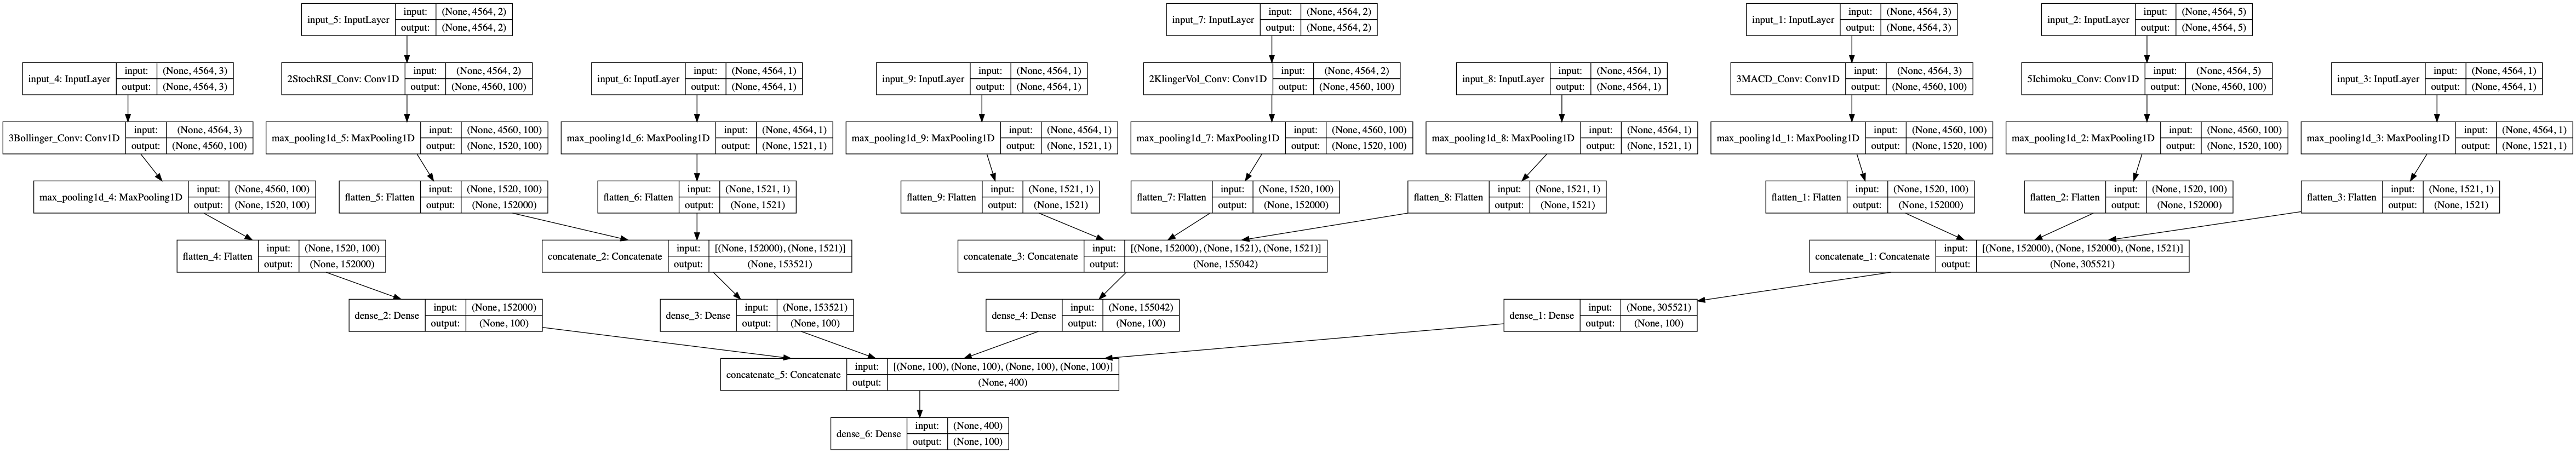 input_5: InputLayer input: (None, 4564, 2)
output: (None, 4564, 2)
input_7: InputLayer input: (None, 4564, 2)
output: (None, 4564, 2)
input_1: InputLayer input: (None, 4564, 3)
output: (None, 4564, 3)
input_2: InputLayer input: (None, 4564, 5)
output: (None, 4564, 5)
input_4: InputLayer input: (None, 4564, 3)
output: (None, 4564, 3)
2StochRSI_Conv: Conv1D input: (None, 4564, 2)
output: (None, 4560, 100)
input_6: InputLayer input: (None, 4564, 1)
output: (None, 4564, 1)
input_9: InputLayer input: (None, 4564, 1)
output: (None, 4564, 1)
2KlingerVol_Conv: Conv1D input: (None, 4564, 2)
output: (None, 4560, 100)
input_8: InputLayer input: (None, 4564, 1)
output: (None, 4564, 1)
3MACD_Conv: Conv1D input: (None, 4564, 3)
output: (None, 4560, 100)
5Ichimoku_Conv: Conv1D input: (None, 4564, 5)
output: (None, 4560, 100)
input_3: InputLayer input: (None, 4564, 1)
output: (None, 4564, 1)
3Bollinger_Conv: Conv1D input: (None, 4564, 3)
output: (None, 4560, 100)
max_pooling1d_5: MaxPooling1D input: (None, 4560, 100)
output: (None, 1520, 100)
max_pooling1d_6: MaxPooling1D input: (None, 4564, 1)
output: (None, 1521, 1)
max_pooling1d_9: MaxPooling1D input: (None, 4564, 1)
output: (None, 1521, 1)
max_pooling1d_7: MaxPooling1D input: (None, 4560, 100)
output: (None, 1520, 100)
max_pooling1d_8: MaxPooling1D input: (None, 4564, 1)
output: (None, 1521, 1)
max_pooling1d_1: MaxPooling1D input: (None, 4560, 100)
output: (None, 1520, 100)
max_pooling1d_2: MaxPooling1D input: (None, 4560, 100)
output: (None, 1520, 100)
max_pooling1d_3: MaxPooling1D input: (None, 4564, 1)
output: (None, 1521, 1)
max_pooling1d_4: MaxPooling1D input: (None, 4560, 100)
output: (None, 1520, 100)
flatten_5: Flatten input: (None, 1520, 100)
output: (None, 152000)
flatten_6: Flatten input: (None, 1521, 1)
output: (None, 1521)
flatten_9: Flatten input: (None, 1521, 1)
output: (None, 1521)
flatten_7: Flatten input: (None, 1520, 100)
output: (None, 152000)
flatten_8: Flatten input: (None, 1521, 1)
output: (None, 1521)
flatten_1: Flatten input: (None, 1520, 100)
output: (None, 152000)
flatten_2: Flatten input: (None, 1520, 100)
output: (None, 152000)
flatten_3: Flatten input: (None, 1521, 1)
output: (None, 1521)
flatten_4: Flatten input: (None, 1520, 100)
output: (None, 152000)
concatenate_2: Concatenate input: [(None, 152000), (None, 1521)]
output: (None, 153521)
concatenate_3: Concatenate input: [(None, 152000), (None, 1521), (None, 1521)]
output: (None, 155042)
concatenate_1: Concatenate input: [(None, 152000), (None, 152000), (None, 1521)]
output: (None, 305521)
dense_2: Dense input: (None, 152000)
output: (None, 100)
dense_3: Dense input: (None, 153521)
output: (None, 100)
dense_4: Dense input: (None, 155042)
output: (None, 100)
dense_1: Dense input: (None, 305521)
output: (None, 100)
concatenate_5: Concatenate input: [(None, 100), (None, 100), (None, 100), (None, 100)]
output: (None, 400)
dense_6: Dense input: (None, 400)
output: (None, 100)